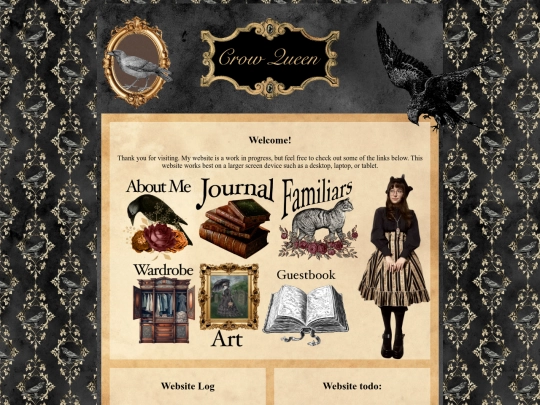 Crow Queen
Welcome!
Thank you for visiting. My website is a work in progress, but feel free to check out some of the links below. This
website works best on a larger screen device such as a desktop, laptop, or tablet.
About Me
Journal
Familiars
Wardrobe
Art
Guestbook
Website Log
Website todo: